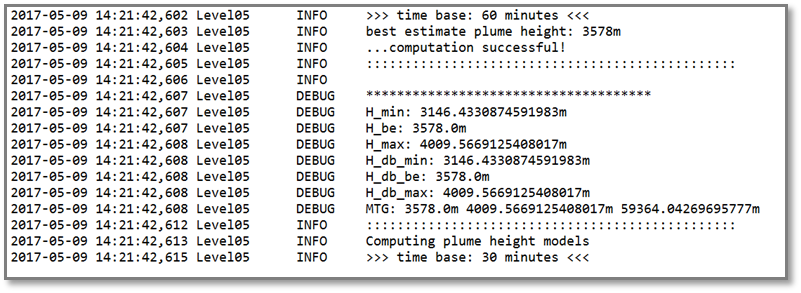 2017-05-09 14:21:42,602 Level05 INFO >>> time base: 60 minutes <<<
2017-05-09 14:21:42,603 Level05 INFO best estimate plume height: 3578m
2017-05-09 14:21:42,604 Level05 INFO ...computation successful!
2017-05-09 14:21:42,605 Level05 INFO ::::::::::::::::::::::::::::::::::::::::::::::::
2017-05-09 14:21:42,606 Level05 INFO
2017-05-09 14:21:42,607 Level05 DEBUG *************************************
2017-05-09 14:21:42,607 Level05 DEBUG H_min: 3146.4330874591983m
2017-05-09 14:21:42,607 Level05 DEBUG H_be: 3578.0m
2017-05-09 14:21:42,608 Level05 DEBUG H_max: 4009.5669125408017m
2017-05-09 14:21:42,608 Level05 DEBUG H_db_min: 3146.4330874591983m
2017-05-09 14:21:42,608 Level05 DEBUG H_db_be: 3578.0m
2017-05-09 14:21:42,608 Level05 DEBUG H_db_max: 4009.5669125408017m
2017-05-09 14:21:42,608 Level05 DEBUG MTG: 3578.0m 4009.5669125408017m 59364.04269695777m
2017-05-09 14:21:42,612 Level05 INFO ::::::::::::::::::::::::::::::::::::::::::::::::
2017-05-09 14:21:42,613 Level05 INFO Computing plume height models
2017-05-09 14:21:42,615 Level05 INFO >>> time base: 30 minutes <<<